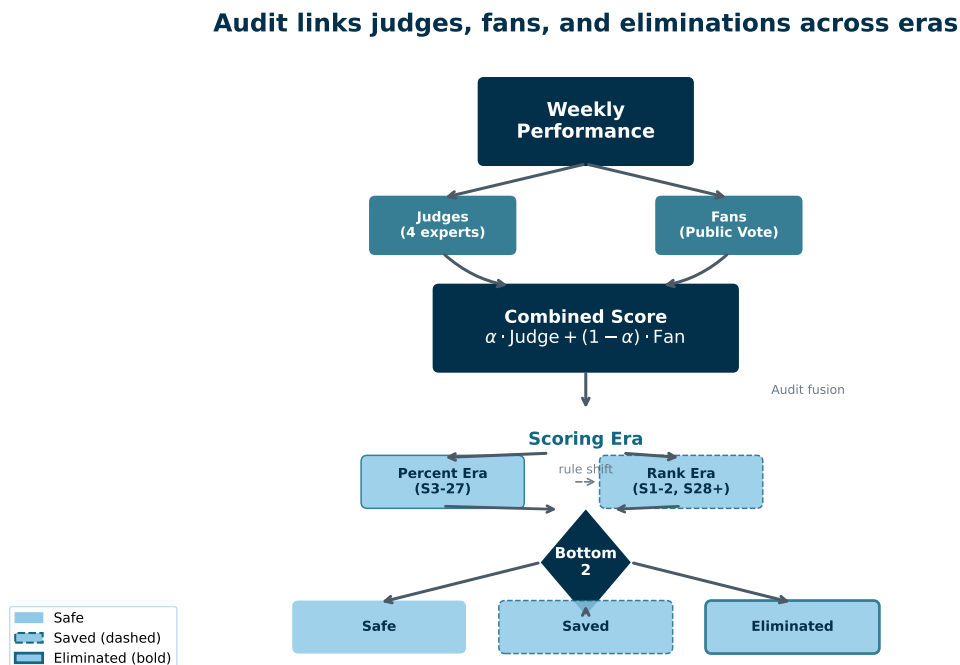 Audit links judges, fans, and eliminations across eras
Weekly
Performance
Judges
(4 experts)
Fans
(Public Vote)
Combined Score
α · Judge + (1 − α) · Fan
Audit fusion
Scoring Era
rule shift
Percent Era
(S3-27)
Rank Era
(S1-2, S28+)
Bottom
2
Safe
Saved
Eliminated
Safe
Saved (dashed)
Eliminated (bold)